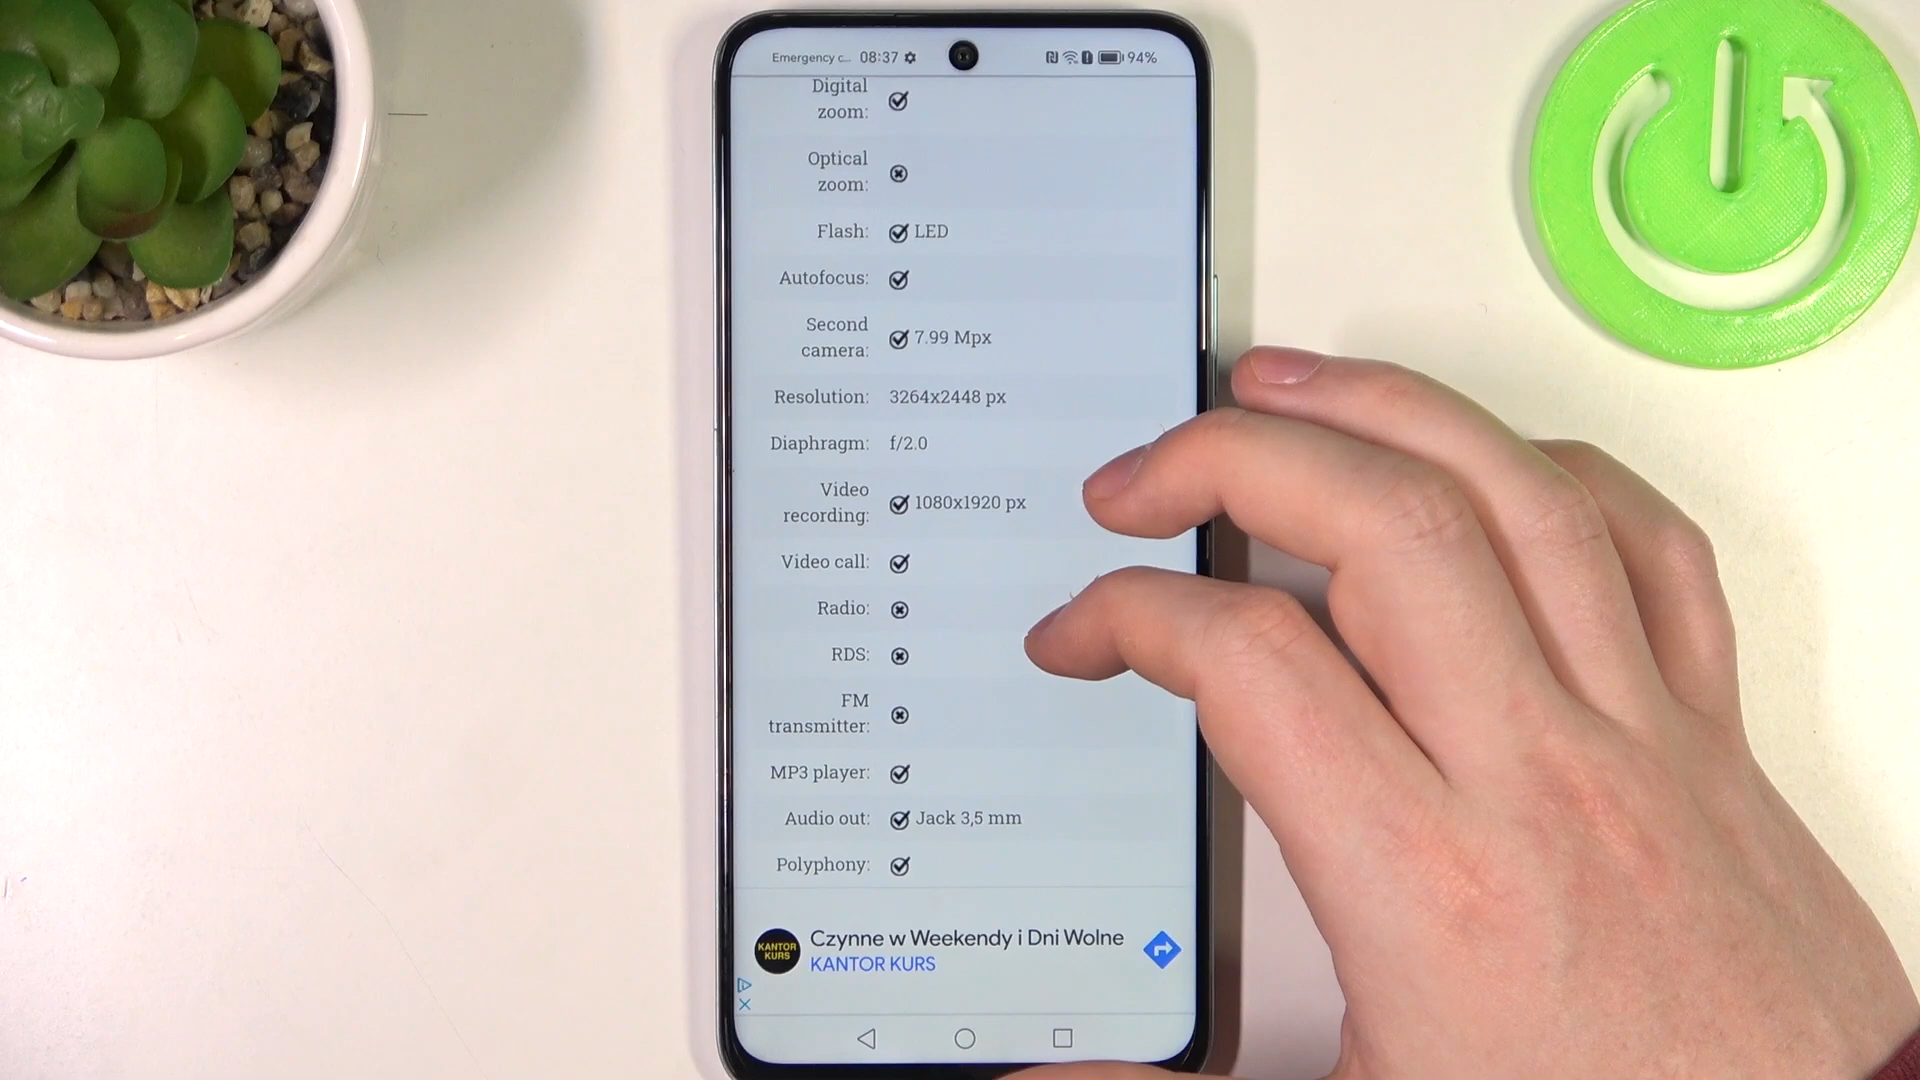 Emergency c... 08:37 94%
Digital
zoom:
Optical
zoom:
Flash: LED
Autofocus:
Second
camera: 7.99 Mpx
Resolution: 3264x2448 px
Diaphragm: f/2.0
Video
recording: 1080x1920 px
Video call:
Radio:
RDS:
FM
transmitter:
MP3 player:
Audio out: Jack 3,5 mm
Polyphony:
KANTOR
KURS
Czynne w Weekendy i Dni Wolne
KANTOR KURS